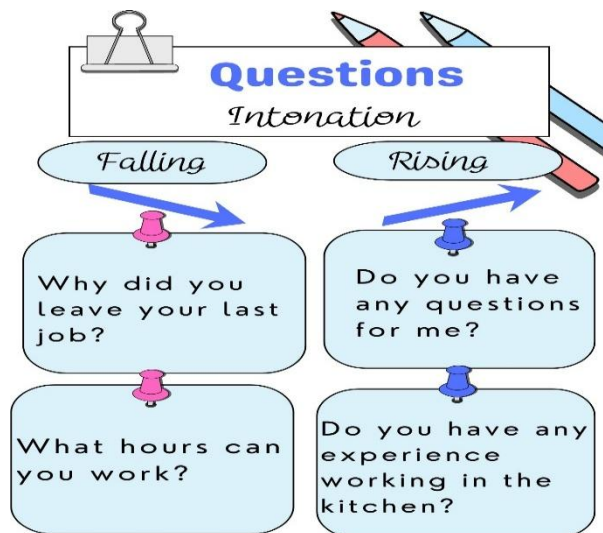 Questions
Intonation
Falling
Rising
Why did you
leave your last
job?
Do you have
any questions
for me?
What hours can
you work?
Do you have any
experience
working in the
kitchen?